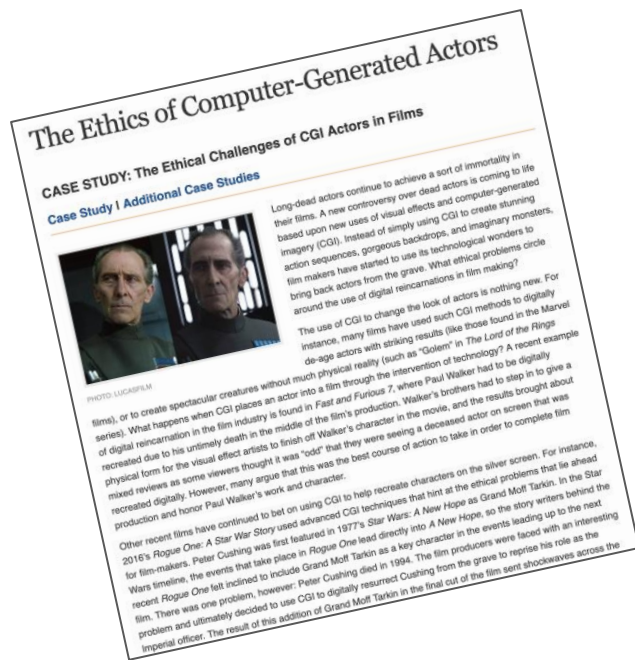 The Ethics of Computer-Generated Actors
CASE STUDY: The Ethical Challenges of CGI Actors in Films
Case Study | Additional Case Studies
Long-dead actors continue to achieve a sort of immortality in
their films. A new controversy over dead actors is coming to life
based upon new uses of visual effects and computer-generated
imagery (CGI). Instead of simply using CGI to create stunning
action sequences, gorgeous backdrops, and imaginary monsters,
film makers have started to use its technological wonders to
bring back actors from the grave. What ethical problems circle
around the use of digital reincarnations in film making?
The use of CGI to change the look of actors is nothing new. For
instance, many films have used such CGI methods to digitally
de-age actors with striking results (like those found in the Marvel
PHOTO: LUCASFILM
films), or to create spectacular creatures without much physical reality (such as "Golem" in The Lord of the Rings
series). What happens when CGI places an actor into a film through the intervention of technology? A recent example
of digital reincarnation in the film industry is found in Fast and Furious 7, where Paul Walker had to be digitally
recreated due to his untimely death in the middle of the film's production. Walker's brothers had to step in to give a
physical form for the visual effect artists to finish off Walker's character in the movie, and the results brought about
mixed reviews as some viewers thought it was "odd" that they were seeing a deceased actor on screen that was
recreated digitally. However, many argue that this was the best course of action to take in order to complete film
production and honor Paul Walker's work and character.
Other recent films have continued to bet on using CGI to help recreate characters on the silver screen. For instance,
2016's Rogue One: A Star War Story used advanced CGI techniques that hint at the ethical problems that lie ahead
for film-makers. Peter Cushing was first featured in 1977's Star Wars: A New Hope as Grand Moff Tarkin. In the Star
Wars timeline, the events that take place in Rogue One lead directly into A New Hope, so the story writers behind the
recent Rogue One felt inclined to include Grand Moff Tarkin as a key character in the events leading up to the next
film. There was one problem, however: Peter Cushing died in 1994. The film producers were faced with an interesting
problem and ultimately decided to use CGI to digitally resurrect Cushing from the grave to reprise his role as the
Imperial officer. The result of this addition of Grand Moff Tarkin in the final cut of the film sent shockwaves across the